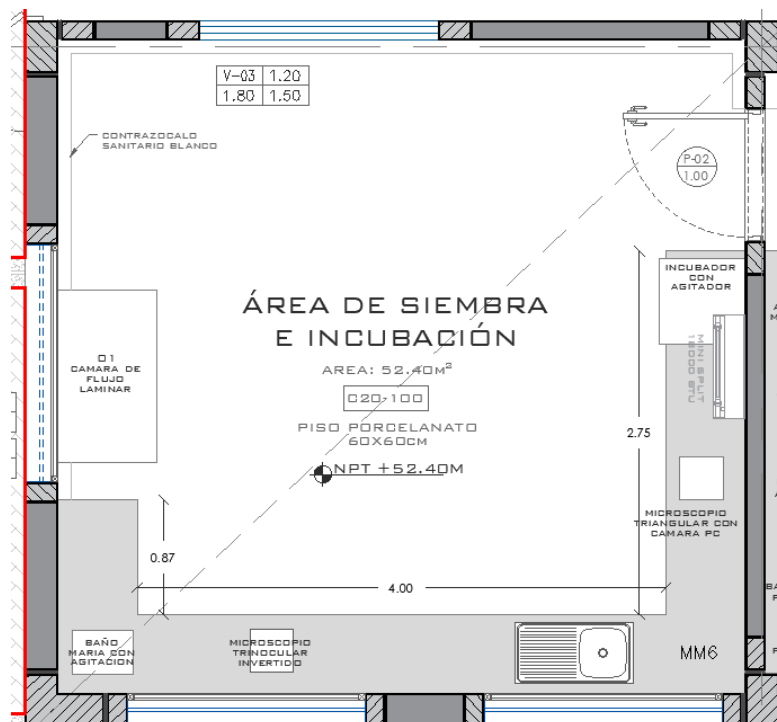 V-03 1.20
1.80 1.50
CONTRAZOCALO
SANITARIO BLANCO
P-02
1.00
INCUBADOR
CON
AGITADOR
ÁREA DE SIEMBRA
E INCUBACIÓN
AREA: 52.40M²
C20-100
PISO PORCELANATO
60X60CM
NPT +52.40M
01
CAMARA DE
FLUJO
LAMINAR
MINI SPLIT
18000 BTU
2.75
MICROSCOPIO
TRIANGULAR CON
CAMARA PC
0.87
4.00
BAÑO
MARIA CON
AGITACION
MICROSCOPIO
TRINOCULAR
INVERTIDO
MM6